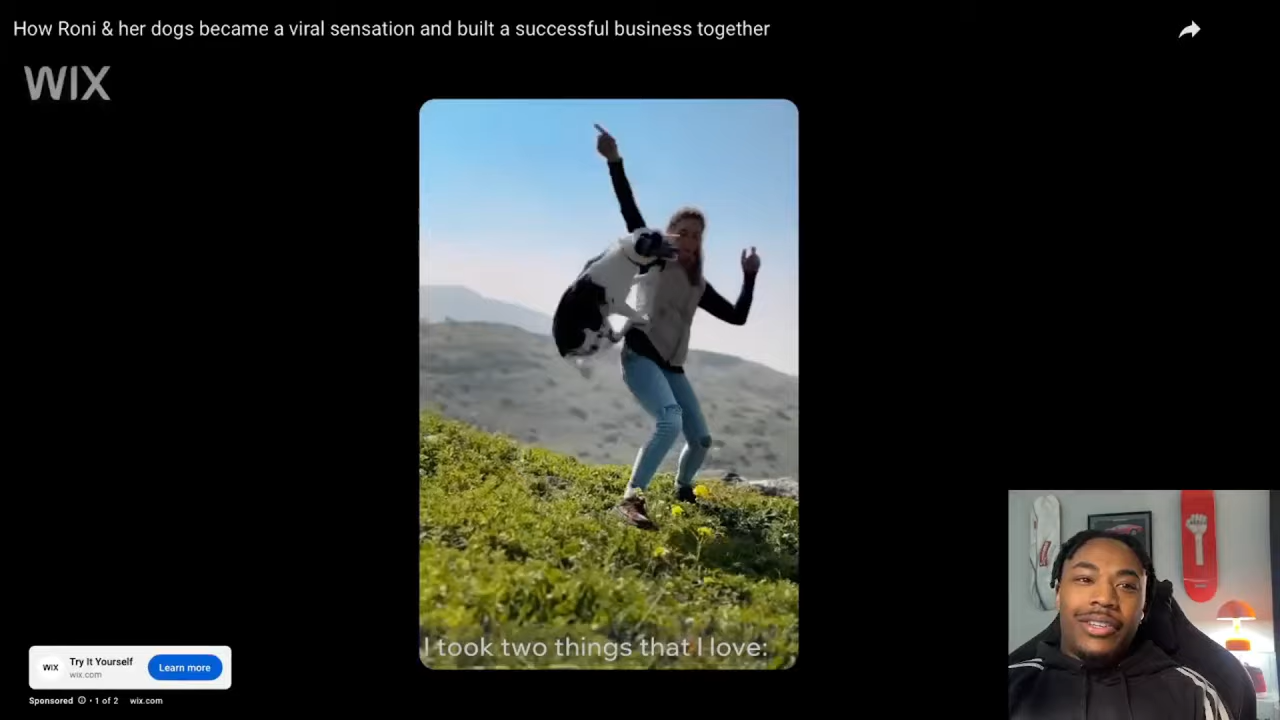 How Roni & her dogs became a viral sensation and built a successful business together
WIX
I took two things that I love:
WIX
Try It Yourself
wix.com
Learn more
Sponsored • 1 of 2 wix.com